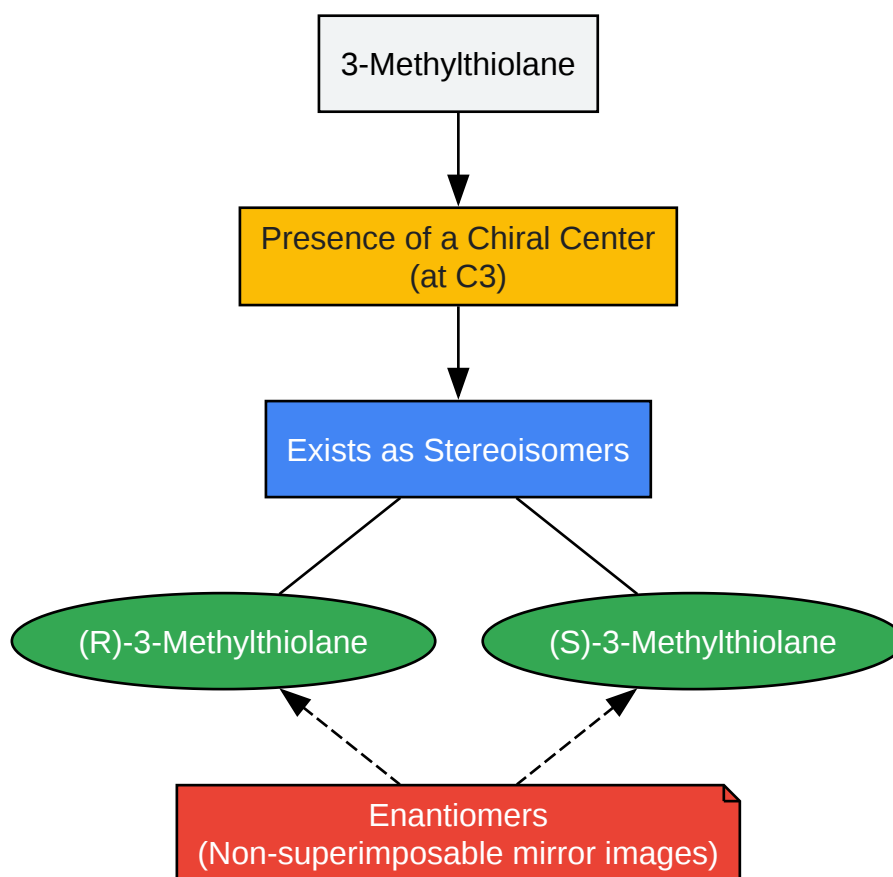 3-Methylthiolane
Presence of a Chiral Center
(at C3)
Exists as Stereoisomers
(R)-3-Methylthiolane
(S)-3-Methylthiolane
Enantiomers
(Non-superimposable mirror images)